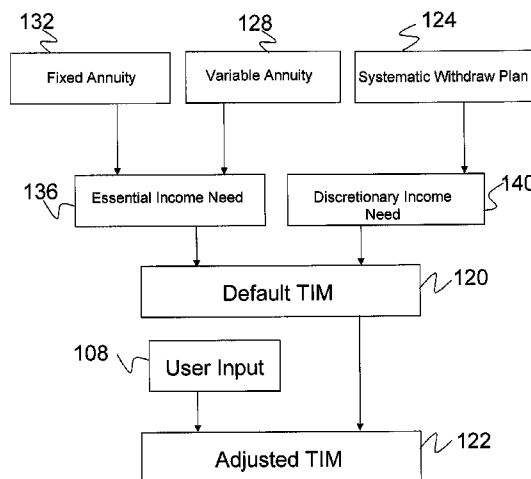 132
128
124
Fixed Annuity
Variable Annuity
Systematic Withdraw Plan
136
Essential Income Need
Discretionary Income
Need
140
Default TIM
120
108
User Input
Adjusted TIM
122